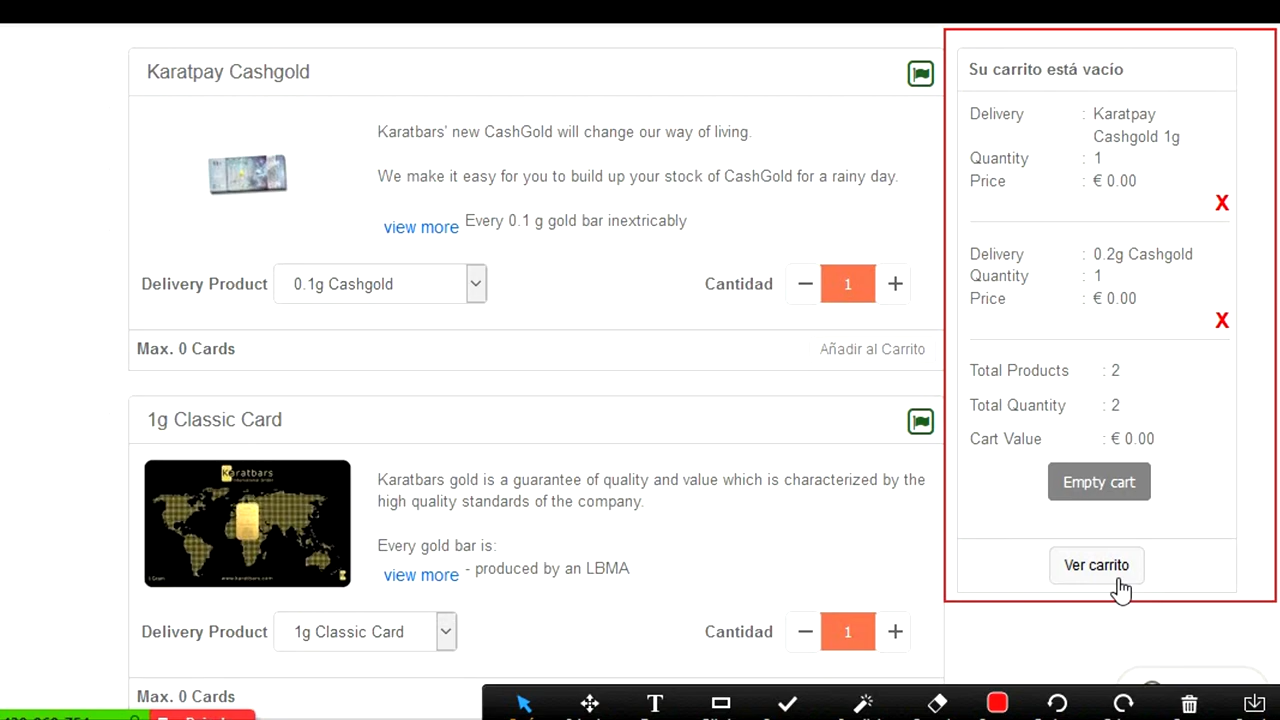 Karatpay Cashgold
Karatbars' new CashGold will change our way of living.
We make it easy for you to build up your stock of CashGold for a rainy day.
view more Every 0.1 g gold bar inextricably
Delivery Product 0.1g Cashgold Cantidad − 1 +
Max. 0 Cards Añadir al Carrito
1g Classic Card
Karatbars
Karatbars gold is a guarantee of quality and value which is characterized by the
high quality standards of the company.
Every gold bar is:
view more - produced by an LBMA
1 Gram www.karatbars.com
Delivery Product 1g Classic Card Cantidad − 1 +
Max. 0 Cards
Su carrito está vacío
Delivery : Karatpay
Cashgold 1g
Quantity : 1
Price : € 0.00
X
Delivery : 0.2g Cashgold
Quantity : 1
Price : € 0.00
X
Total Products : 2
Total Quantity : 2
Cart Value : € 0.00
Empty cart
Ver carrito
T